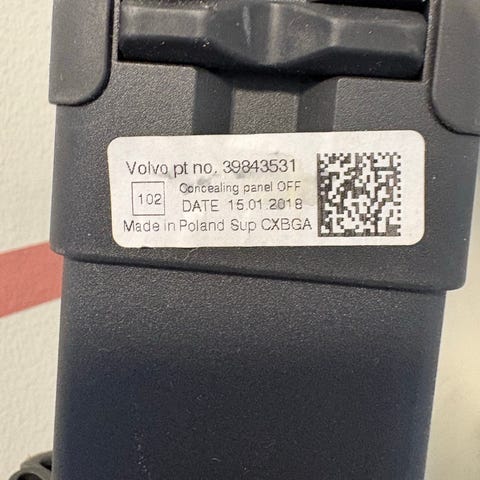 Volvo pt no. 39843531
102
Concealing panel OFF
DATE 15.01.2018
Made in Poland Sup CXBGA